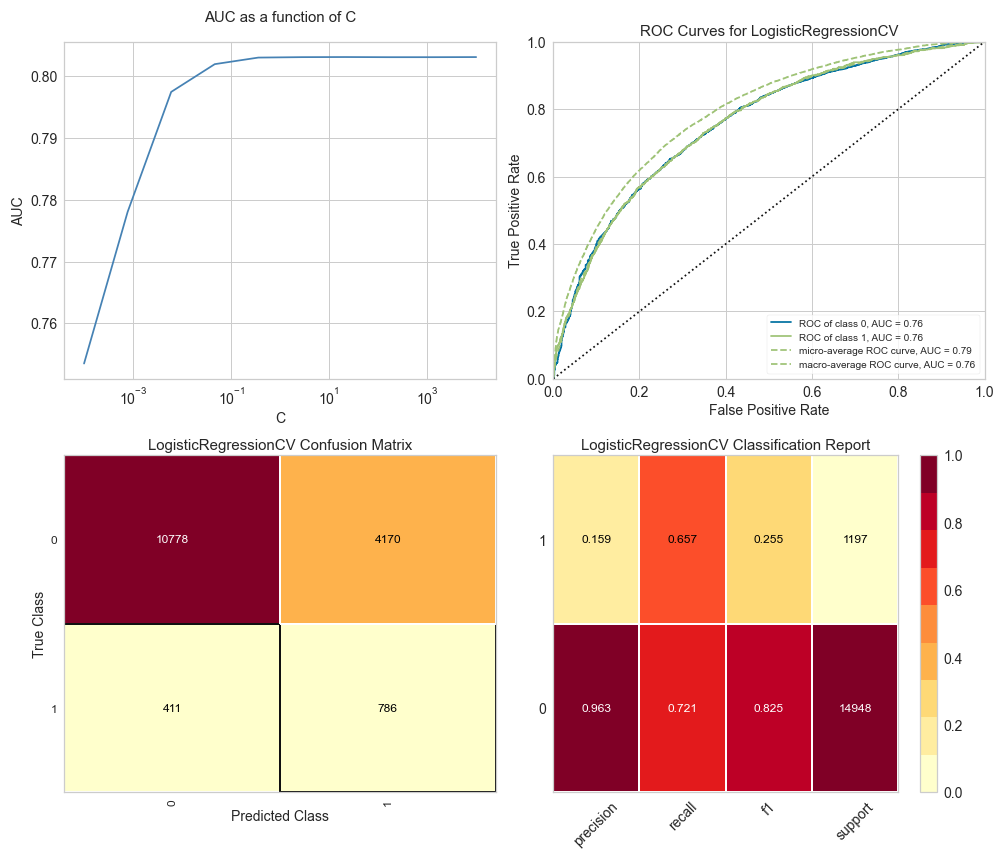 AUC as a function of C
AUC
0.80
0.79
0.78
0.77
0.76
10^-3
10^-1
10^1
10^3
C
ROC Curves for LogisticRegressionCV
True Positive Rate
1.0
0.8
0.6
0.4
0.2
0.0
0.0
0.2
0.4
0.6
0.8
1.0
False Positive Rate
ROC of class 0, AUC = 0.76
ROC of class 1, AUC = 0.76
micro-average ROC curve, AUC = 0.79
macro-average ROC curve, AUC = 0.76
LogisticRegressionCV Confusion Matrix
True Class
0
10778
4170
1
411
786
0
1
Predicted Class
LogisticRegressionCV Classification Report
1
0.159
0.657
0.255
1197
0
0.963
0.721
0.825
14948
precision
recall
f1
support
1.0
0.8
0.6
0.4
0.2
0.0